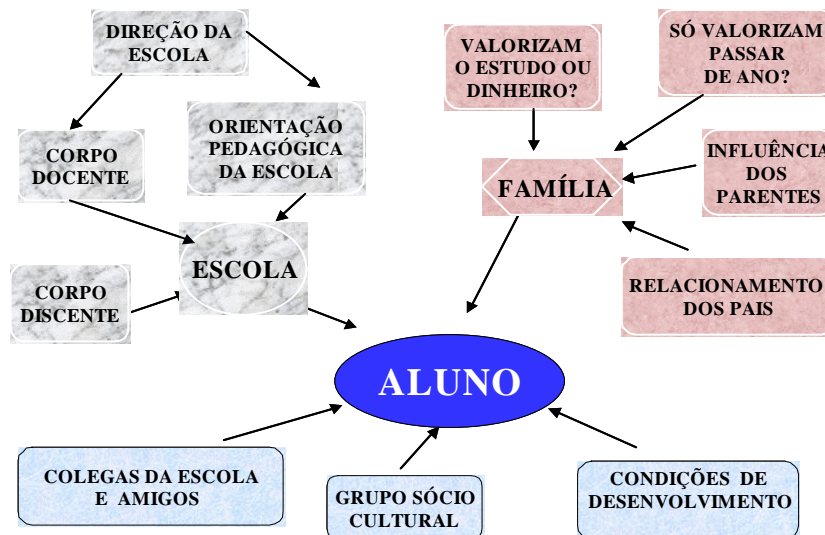 DIREÇÃO DA
ESCOLA
VALORIZAM
O ESTUDO OU
DINHEIRO?
SÓ VALORIZAM
PASSAR
DE ANO?
CORPO
DOCENTE
ORIENTAÇÃO
PEDAGÓGICA
DA ESCOLA
FAMÍLIA
INFLUÊNCIA
DOS
PARENTES
ESCOLA
CORPO
DISCENTE
RELACIONAMENTO
DOS PAIS
ALUNO
COLEGAS DA ESCOLA
E AMIGOS
GRUPO SÓCIO
CULTURAL
CONDIÇÕES DE
DESENVOLVIMENTO